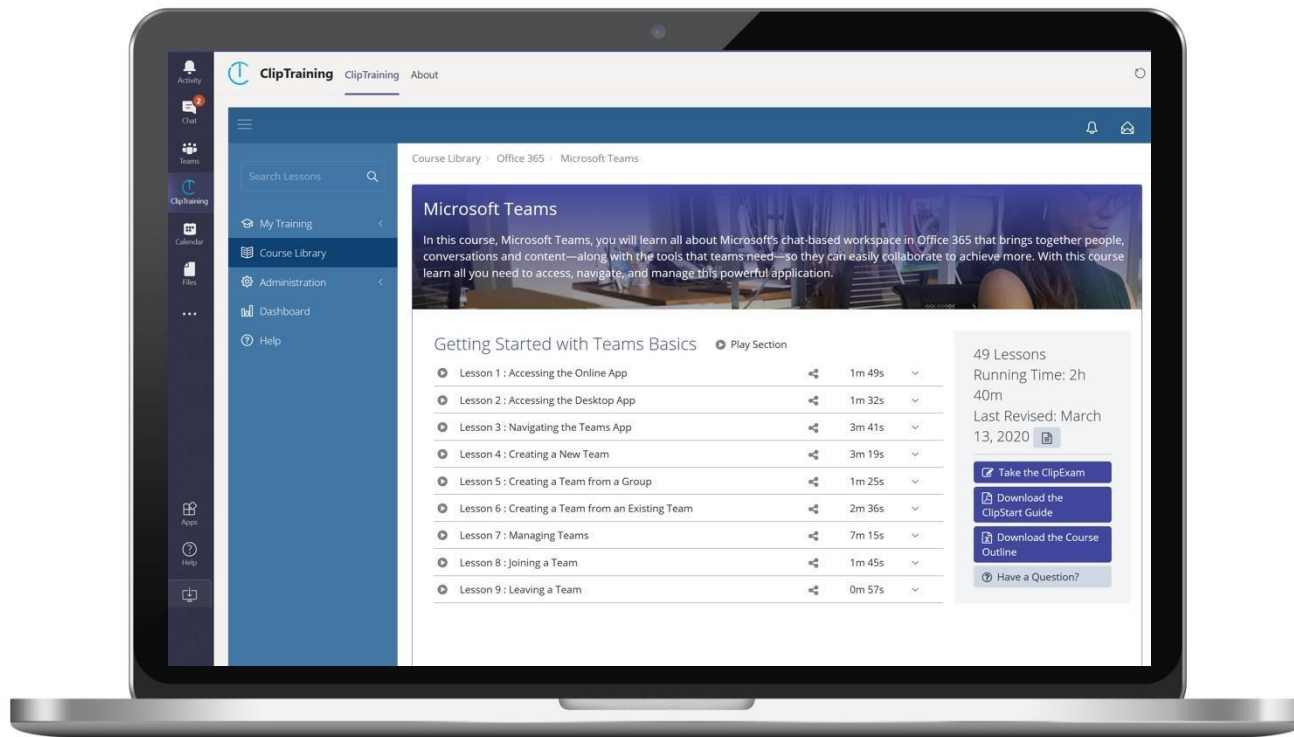 Activity
2
Chat
Teams
ClipTraining
Calendar
Files
Apps
Help
ClipTraining ClipTraining About
Search Lessons
My Training
Course Library
Administration
Dashboard
Help
Course Library > Office 365 > Microsoft Teams
Microsoft Teams
In this course, Microsoft Teams, you will learn all about Microsoft's chat-based workspace in Office 365 that brings together people,
conversations and content—along with the tools that teams need—so they can easily collaborate to achieve more. With this course
learn all you need to access, navigate, and manage this powerful application.
Getting Started with Teams Basics Play Section
Lesson 1 : Accessing the Online App 1m 49s
Lesson 2 : Accessing the Desktop App 1m 32s
Lesson 3 : Navigating the Teams App 3m 41s
Lesson 4 : Creating a New Team 3m 19s
Lesson 5 : Creating a Team from a Group 1m 25s
Lesson 6 : Creating a Team from an Existing Team 2m 36s
Lesson 7 : Managing Teams 7m 15s
Lesson 8 : Joining a Team 1m 45s
Lesson 9 : Leaving a Team 0m 57s
49 Lessons
Running Time: 2h
40m
Last Revised: March
13, 2020
Take the ClipExam
Download the
ClipStart Guide
Download the Course
Outline
Have a Question?